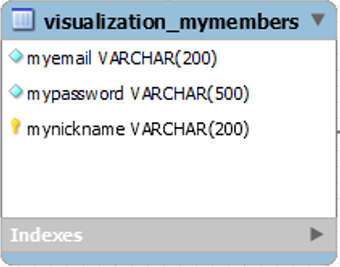 visualization_mymembers
myemail VARCHAR(200)
mypassword VARCHAR(500)
mynickname VARCHAR(200)
Indexes